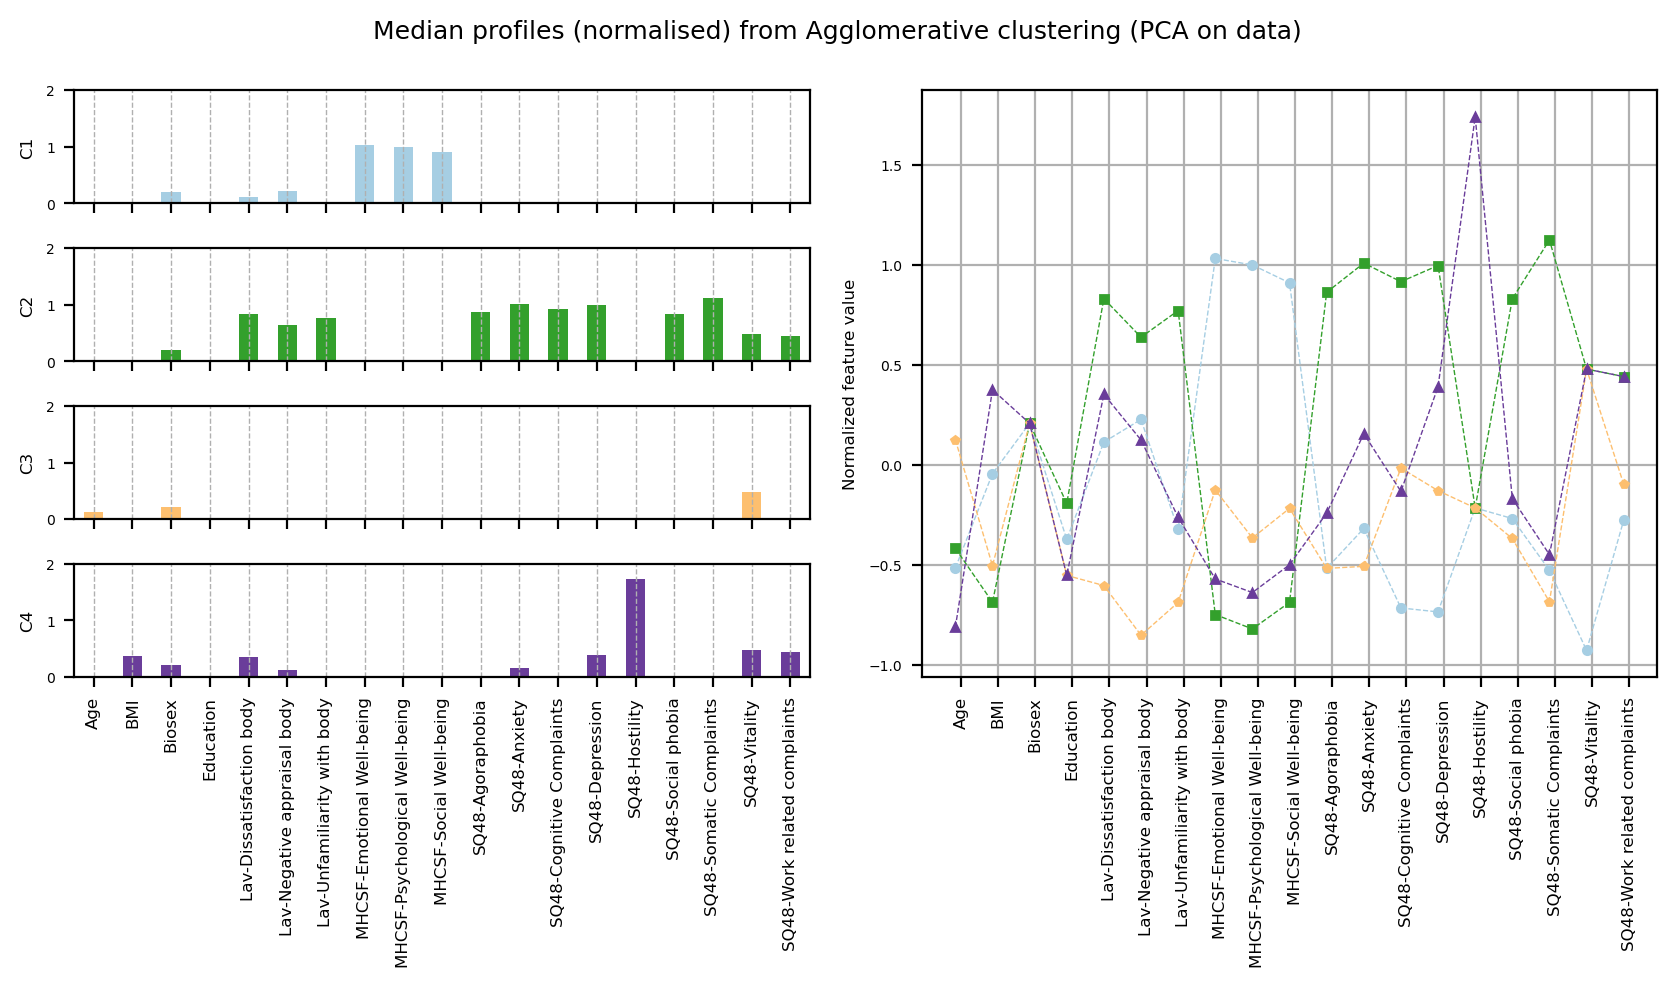 Median profiles (normalised) from Agglomerative clustering (PCA on data)
C1
2
1
0
C2
2
1
0
C3
2
1
0
C4
2
1
0
Age
BMI
Biosex
Education
Lav-Dissatisfaction body
Lav-Negative appraisal body
Lav-Unfamiliarity with body
MHCSF-Emotional Well-being
MHCSF-Psychological Well-being
MHCSF-Social Well-being
SQ48-Agoraphobia
SQ48-Anxiety
SQ48-Cognitive Complaints
SQ48-Depression
SQ48-Hostility
SQ48-Social phobia
SQ48-Somatic Complaints
SQ48-Vitality
SQ48-Work related complaints
Normalized feature value
1.5
1.0
0.5
0.0
−0.5
−1.0
Age
BMI
Biosex
Education
Lav-Dissatisfaction body
Lav-Negative appraisal body
Lav-Unfamiliarity with body
MHCSF-Emotional Well-being
MHCSF-Psychological Well-being
MHCSF-Social Well-being
SQ48-Agoraphobia
SQ48-Anxiety
SQ48-Cognitive Complaints
SQ48-Depression
SQ48-Hostility
SQ48-Social phobia
SQ48-Somatic Complaints
SQ48-Vitality
SQ48-Work related complaints